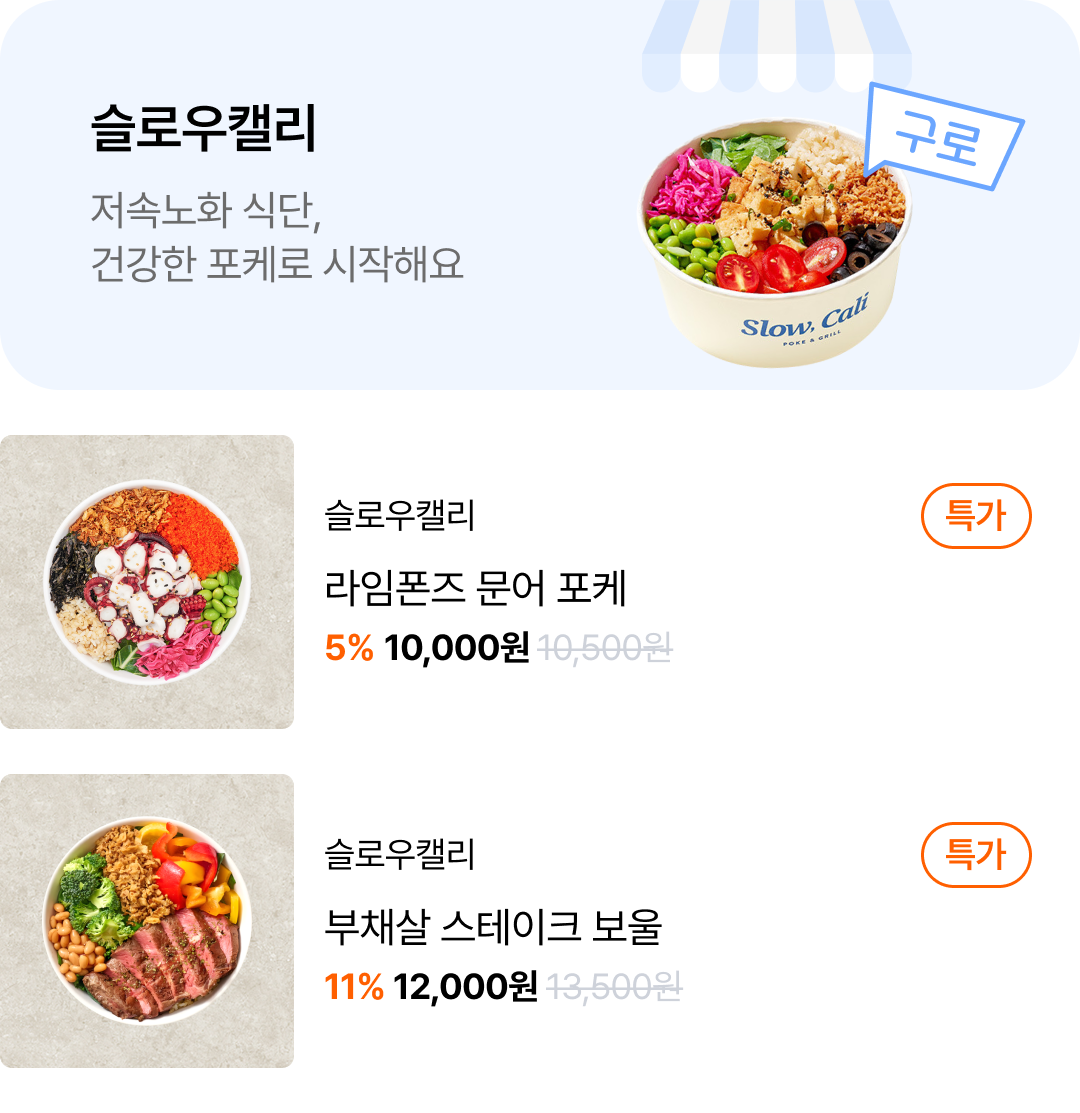 슬로우캘리
저속노화 식단,
건강한 포케로 시작해요
구로
Slow, Cali
POKE & GRILL
슬로우캘리
특가
라임폰즈 문어 포케
5% 10,000원 10,500원
슬로우캘리
특가
부채살 스테이크 보울
11% 12,000원 13,500원